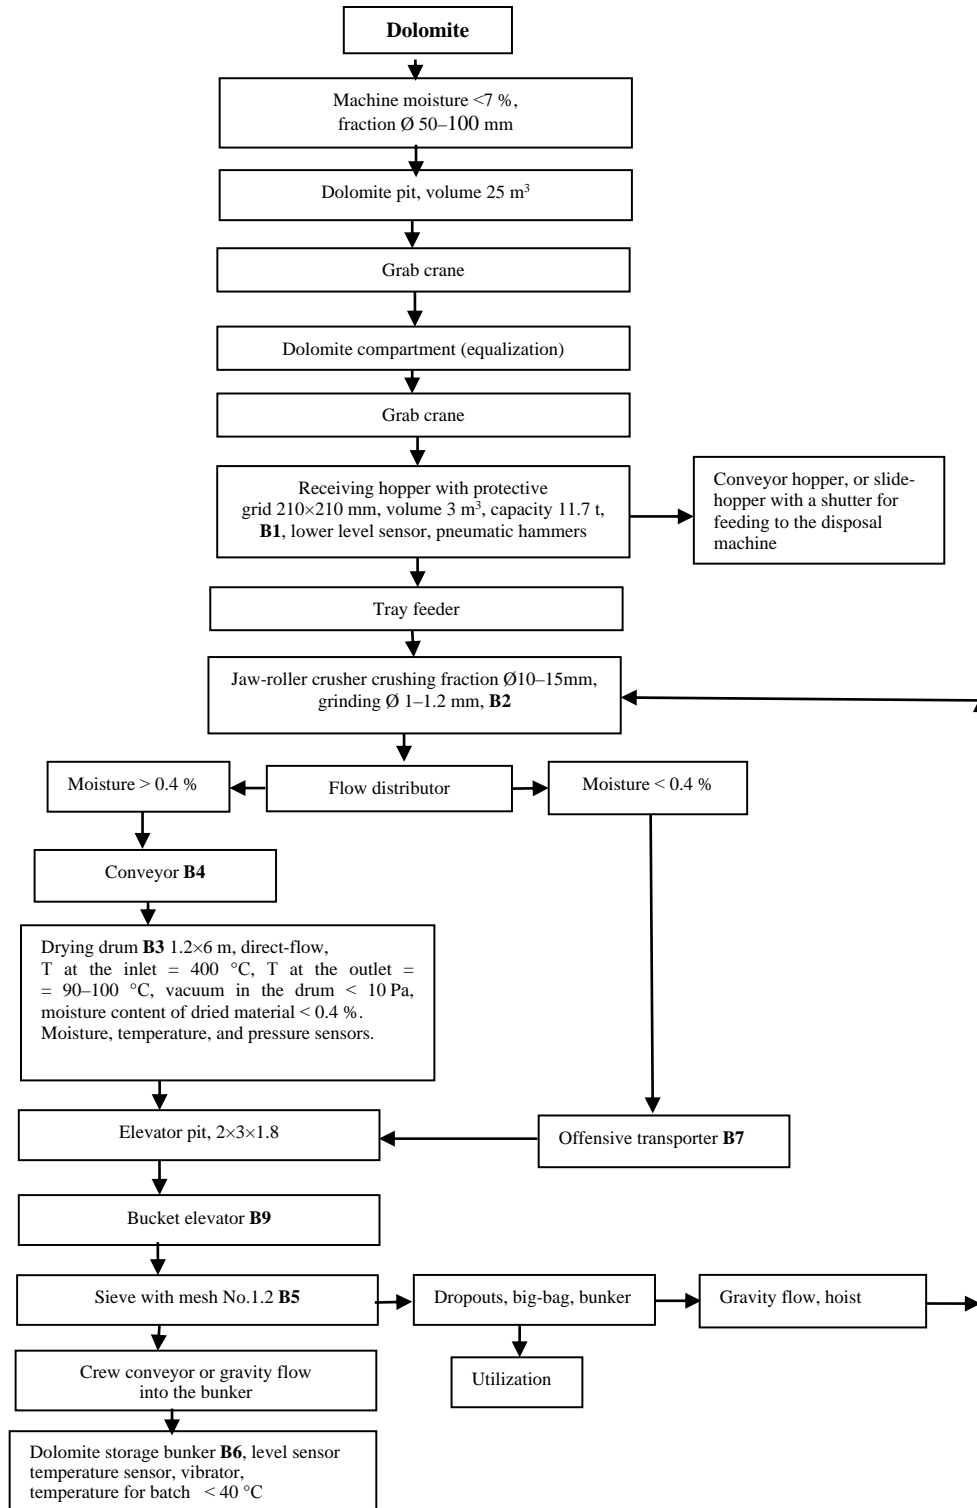 Dolomite
Machine moisture <7 %,
fraction Ø 50–100 mm
Dolomite pit, volume 25 m³
Grab crane
Dolomite compartment (equalization)
Grab crane
Receiving hopper with protective
grid 210×210 mm, volume 3 m³, capacity 11.7 t,
B1, lower level sensor, pneumatic hammers
Conveyor hopper, or slide-
hopper with a shutter for
feeding to the disposal
machine
Tray feeder
Jaw-roller crusher crushing fraction Ø10–15mm,
grinding Ø 1–1.2 mm, B2
Moisture > 0.4 %
Flow distributor
Moisture < 0.4 %
Conveyor B4
Drying drum B3 1.2×6 m, direct-flow,
T at the inlet = 400 °C, T at the outlet =
= 90–100 °C, vacuum in the drum < 10 Pa,
moisture content of dried material < 0.4 %.
Moisture, temperature, and pressure sensors.
Elevator pit, 2×3×1.8
Offensive transporter B7
Bucket elevator B9
Sieve with mesh No.1.2 B5
Dropouts, big-bag, bunker
Gravity flow, hoist
Crew conveyor or gravity flow
into the bunker
Utilization
Dolomite storage bunker B6, level sensor
temperature sensor, vibrator,
temperature for batch < 40 °C